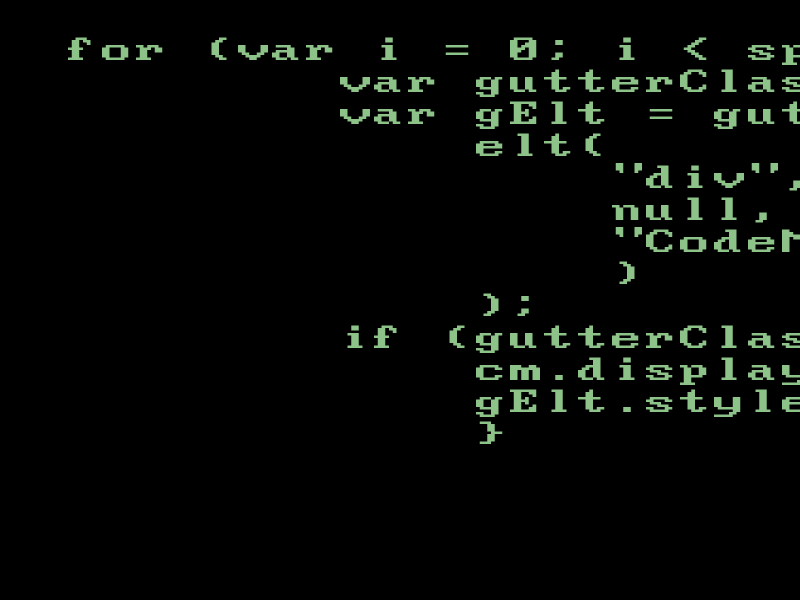 for (var i = 0; i < sp
var gutterClas
var gElt = gut
elt(
"div",
null,
"CodeM
)
);
if (gutterClas
cm.display
gElt.style
}